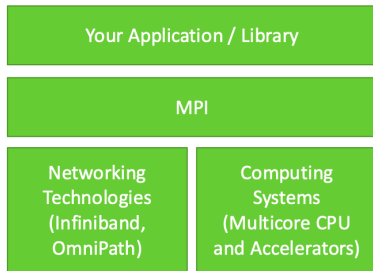 Your Application / Library
MPI
Networking
Technologies
(Infiniband,
OmniPath)
Computing
Systems
(Multicore CPU
and Accelerators)